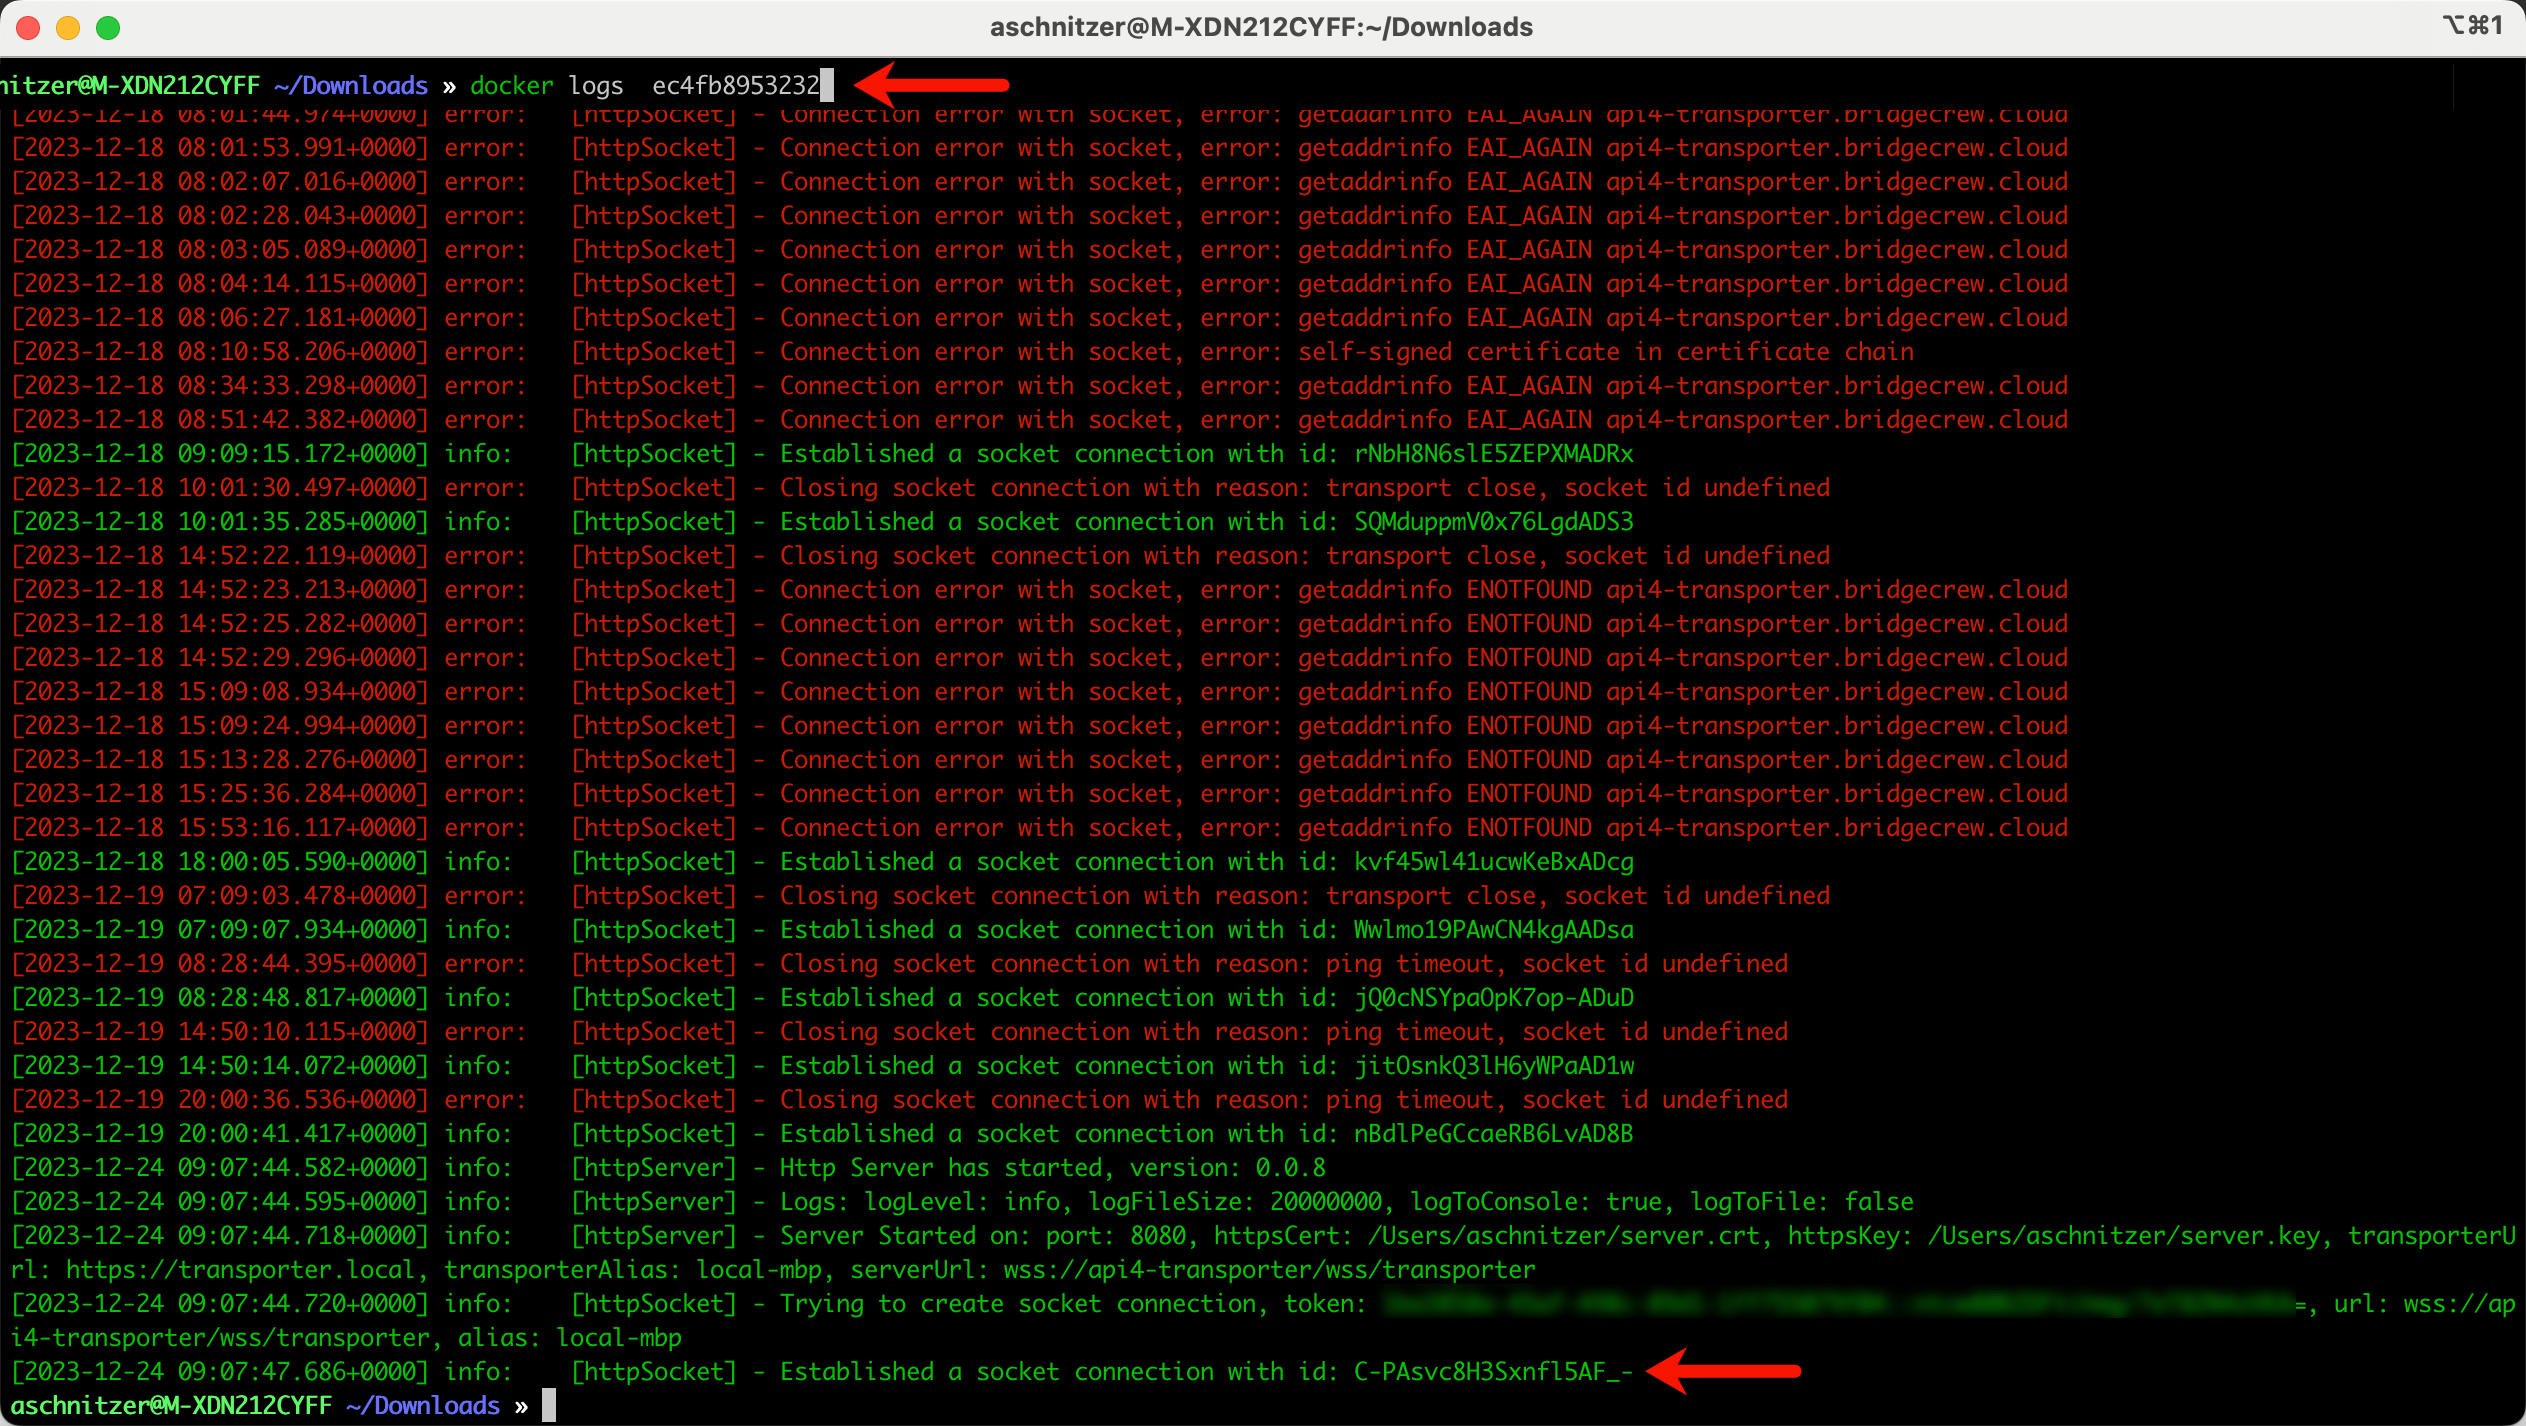 aschnitzer@M-XDN212CYFF:~/Downloads
⌥⌘1
nitzer@M-XDN212CYFF ~/Downloads » docker logs  ec4fb8953232
[2023-12-18 08:01:44.974+0000] error:   [httpSocket] - Connection error with socket, error: getaddrinfo EAI_AGAIN api4-transporter.bridgecrew.cloud
[2023-12-18 08:01:53.991+0000] error:   [httpSocket] - Connection error with socket, error: getaddrinfo EAI_AGAIN api4-transporter.bridgecrew.cloud
[2023-12-18 08:02:07.016+0000] error:   [httpSocket] - Connection error with socket, error: getaddrinfo EAI_AGAIN api4-transporter.bridgecrew.cloud
[2023-12-18 08:02:28.043+0000] error:   [httpSocket] - Connection error with socket, error: getaddrinfo EAI_AGAIN api4-transporter.bridgecrew.cloud
[2023-12-18 08:03:05.089+0000] error:   [httpSocket] - Connection error with socket, error: getaddrinfo EAI_AGAIN api4-transporter.bridgecrew.cloud
[2023-12-18 08:04:14.115+0000] error:   [httpSocket] - Connection error with socket, error: getaddrinfo EAI_AGAIN api4-transporter.bridgecrew.cloud
[2023-12-18 08:06:27.181+0000] error:   [httpSocket] - Connection error with socket, error: getaddrinfo EAI_AGAIN api4-transporter.bridgecrew.cloud
[2023-12-18 08:10:58.206+0000] error:   [httpSocket] - Connection error with socket, error: self-signed certificate in certificate chain
[2023-12-18 08:34:33.298+0000] error:   [httpSocket] - Connection error with socket, error: getaddrinfo EAI_AGAIN api4-transporter.bridgecrew.cloud
[2023-12-18 08:51:42.382+0000] error:   [httpSocket] - Connection error with socket, error: getaddrinfo EAI_AGAIN api4-transporter.bridgecrew.cloud
[2023-12-18 09:09:15.172+0000] info:    [httpSocket] - Established a socket connection with id: rNbH8N6slE5ZEPXMADRx
[2023-12-18 10:01:30.497+0000] error:   [httpSocket] - Closing socket connection with reason: transport close, socket id undefined
[2023-12-18 10:01:35.285+0000] info:    [httpSocket] - Established a socket connection with id: SQMduppmV0x76LgdADS3
[2023-12-18 14:52:22.119+0000] error:   [httpSocket] - Closing socket connection with reason: transport close, socket id undefined
[2023-12-18 14:52:23.213+0000] error:   [httpSocket] - Connection error with socket, error: getaddrinfo ENOTFOUND api4-transporter.bridgecrew.cloud
[2023-12-18 14:52:25.282+0000] error:   [httpSocket] - Connection error with socket, error: getaddrinfo ENOTFOUND api4-transporter.bridgecrew.cloud
[2023-12-18 14:52:29.296+0000] error:   [httpSocket] - Connection error with socket, error: getaddrinfo ENOTFOUND api4-transporter.bridgecrew.cloud
[2023-12-18 15:09:08.934+0000] error:   [httpSocket] - Connection error with socket, error: getaddrinfo ENOTFOUND api4-transporter.bridgecrew.cloud
[2023-12-18 15:09:24.994+0000] error:   [httpSocket] - Connection error with socket, error: getaddrinfo ENOTFOUND api4-transporter.bridgecrew.cloud
[2023-12-18 15:13:28.276+0000] error:   [httpSocket] - Connection error with socket, error: getaddrinfo ENOTFOUND api4-transporter.bridgecrew.cloud
[2023-12-18 15:25:36.284+0000] error:   [httpSocket] - Connection error with socket, error: getaddrinfo ENOTFOUND api4-transporter.bridgecrew.cloud
[2023-12-18 15:53:16.117+0000] error:   [httpSocket] - Connection error with socket, error: getaddrinfo ENOTFOUND api4-transporter.bridgecrew.cloud
[2023-12-18 18:00:05.590+0000] info:    [httpSocket] - Established a socket connection with id: kvf45wl41ucwKeBxADcg
[2023-12-19 07:09:03.478+0000] error:   [httpSocket] - Closing socket connection with reason: transport close, socket id undefined
[2023-12-19 07:09:07.934+0000] info:    [httpSocket] - Established a socket connection with id: Wwlmo19PAwCN4kgAADsa
[2023-12-19 08:28:44.395+0000] error:   [httpSocket] - Closing socket connection with reason: ping timeout, socket id undefined
[2023-12-19 08:28:48.817+0000] info:    [httpSocket] - Established a socket connection with id: jQ0cNSYpaOpK7op-ADuD
[2023-12-19 14:50:10.115+0000] error:   [httpSocket] - Closing socket connection with reason: ping timeout, socket id undefined
[2023-12-19 14:50:14.072+0000] info:    [httpSocket] - Established a socket connection with id: jitOsnkQ3lH6yWPaAD1w
[2023-12-19 20:00:36.536+0000] error:   [httpSocket] - Closing socket connection with reason: ping timeout, socket id undefined
[2023-12-19 20:00:41.417+0000] info:    [httpSocket] - Established a socket connection with id: nBdlPeGCcaeRB6LvAD8B
[2023-12-24 09:07:44.582+0000] info:    [httpServer] - Http Server has started, version: 0.0.8
[2023-12-24 09:07:44.595+0000] info:    [httpServer] - Logs: logLevel: info, logFileSize: 20000000, logToConsole: true, logToFile: false
[2023-12-24 09:07:44.718+0000] info:    [httpServer] - Server Started on: port: 8080, httpsCert: /Users/aschnitzer/server.crt, httpsKey: /Users/aschnitzer/server.key, transporterU
rl: https://transporter.local, transporterAlias: local-mbp, serverUrl: wss://api4-transporter/wss/transporter
[2023-12-24 09:07:44.720+0000] info:    [httpSocket] - Trying to create socket connection, token: =, url: wss://ap
i4-transporter/wss/transporter, alias: local-mbp
[2023-12-24 09:07:47.686+0000] info:    [httpSocket] - Established a socket connection with id: C-PAsvc8H3Sxnfl5AF_-
aschnitzer@M-XDN212CYFF ~/Downloads »